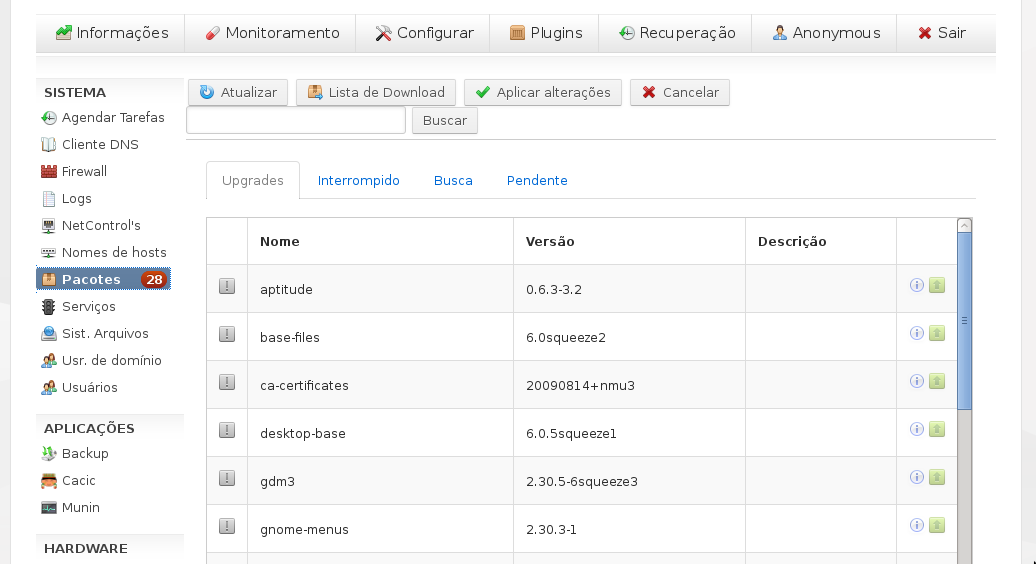 Informações Monitoramento Configurar Plugins Recuperação Anonymous Sair
SISTEMA
Agendar Tarefas
Cliente DNS
Firewall
Logs
NetControl's
Nomes de hosts
Pacotes 28
Serviços
Sist. Arquivos
Usr. de domínio
Usuários
APLICAÇÕES
Backup
Cacic
Munin
HARDWARE
Atualizar Lista de Download Aplicar alterações Cancelar
Buscar
Upgrades Interrompido Busca Pendente
Nome Versão Descrição
aptitude 0.6.3-3.2
base-files 6.0squeeze2
ca-certificates 20090814+nmu3
desktop-base 6.0.5squeeze1
gdm3 2.30.5-6squeeze3
gnome-menus 2.30.3-1